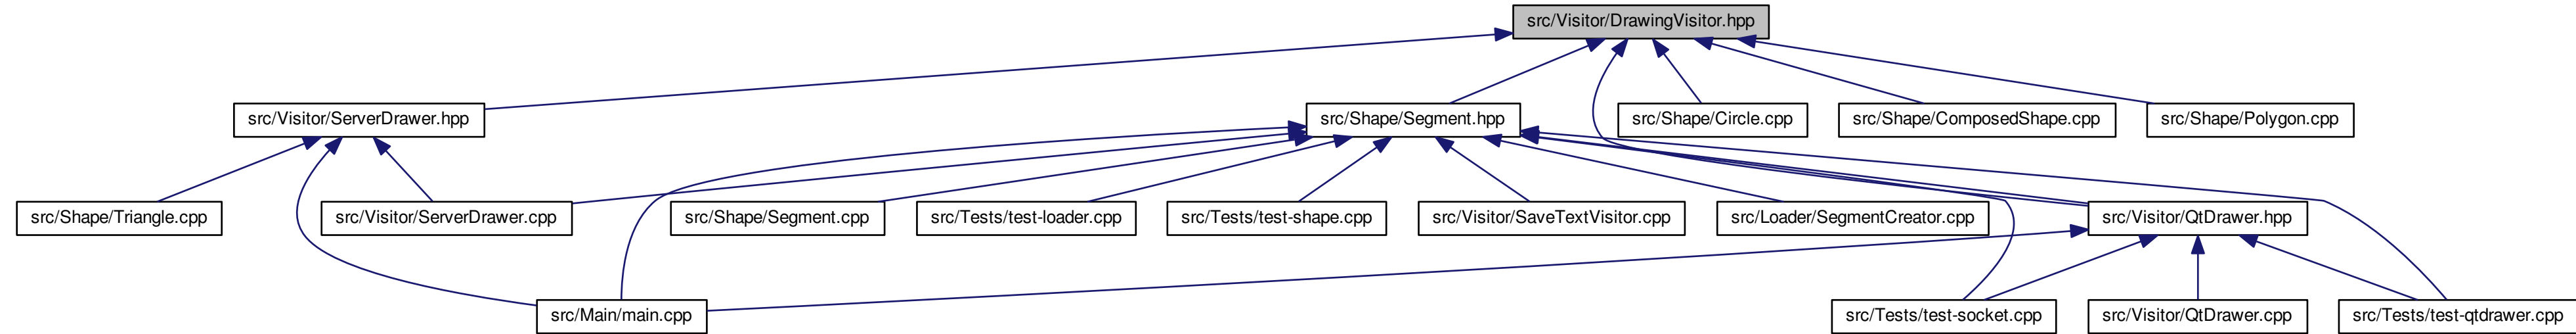 src/Visitor/DrawingVisitor.hpp
src/Visitor/ServerDrawer.hpp
src/Shape/Segment.hpp
src/Shape/Circle.cpp
src/Shape/ComposedShape.cpp
src/Shape/Polygon.cpp
src/Shape/Triangle.cpp
src/Visitor/ServerDrawer.cpp
src/Shape/Segment.cpp
src/Tests/test-loader.cpp
src/Tests/test-shape.cpp
src/Visitor/SaveTextVisitor.cpp
src/Loader/SegmentCreator.cpp
src/Visitor/QtDrawer.hpp
src/Main/main.cpp
src/Tests/test-socket.cpp
src/Visitor/QtDrawer.cpp
src/Tests/test-qtdrawer.cpp